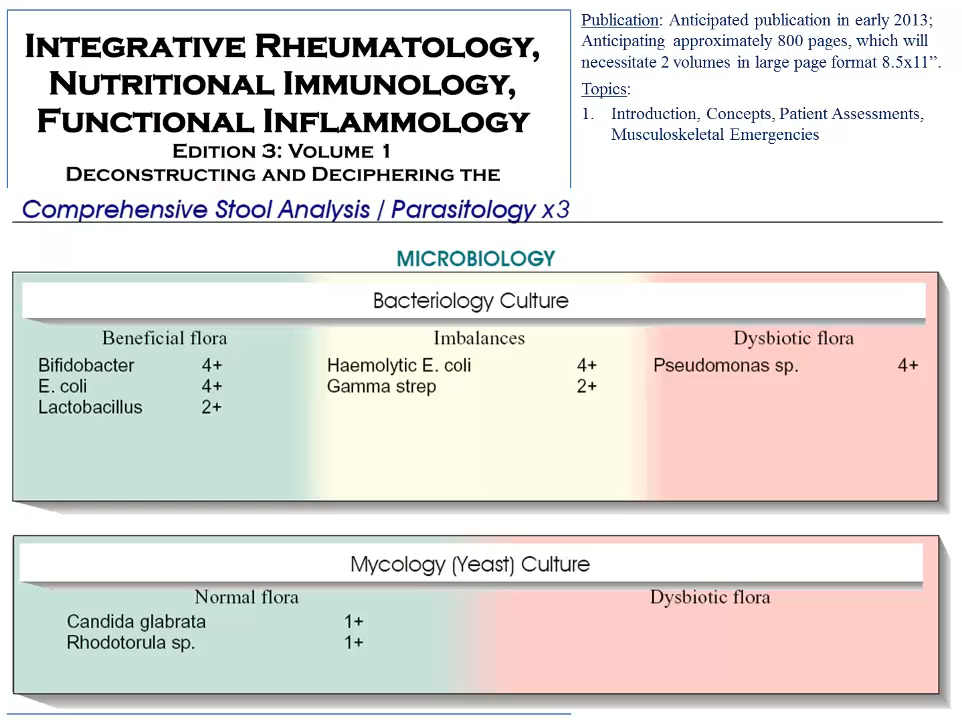 INTEGRATIVE RHEUMATOLOGY,
NUTRITIONAL IMMUNOLOGY,
FUNCTIONAL INFLAMMOLOGY
EDITION 3: VOLUME 1
DECONSTRUCTING AND DECIPHERING THE
Publication: Anticipated publication in early 2013;
Anticipating approximately 800 pages, which will
necessitate 2 volumes in large page format 8.5x11”.
Topics:
1. Introduction, Concepts, Patient Assessments,
Musculoskeletal Emergencies
Comprehensive Stool Analysis / Parasitology x3
MICROBIOLOGY
Bacteriology Culture
Beneficial flora Imbalances Dysbiotic flora
Bifidobacter 4+ Haemolytic E. coli 4+ Pseudomonas sp. 4+
E. coli 4+ Gamma strep 2+
Lactobacillus 2+
Mycology (Yeast) Culture
Normal flora Dysbiotic flora
Candida glabrata 1+
Rhodotorula sp. 1+